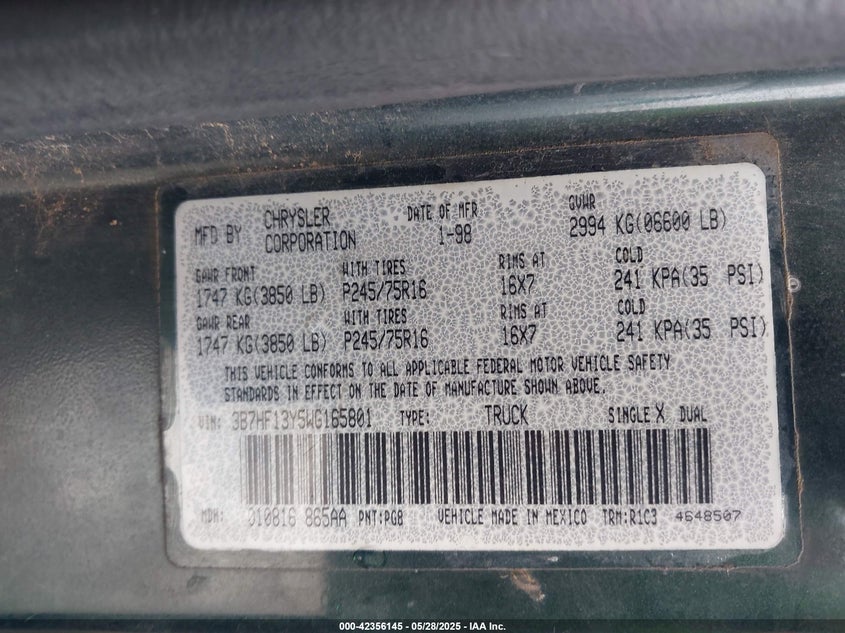 MFD BY CHRYSLER CORPORATION DATE OF MFR 1-98 GVWR 2994 KG(06600 LB)
GAWR FRONT WITH TIRES RIMS AT COLD
1747 KG(3850 LB) P245/75R16 16X7 241 KPA(35 PSI)
GAWR REAR WITH TIRES RIMS AT COLD
1747 KG(3850 LB) P245/75R16 16X7 241 KPA(35 PSI)
THIS VEHICLE CONFORMS TO ALL APPLICABLE FEDERAL MOTOR VEHICLE SAFETY
STANDARDS IN EFFECT ON THE DATE OF MANUFACTURE SHOWN ABOVE.
VIN: 3B7HF13Y5WG165801 TYPE: TRUCK SINGLE X DUAL
MDH: 010816 865AA PNT:PG8 VEHICLE MADE IN MEXICO TRM:R1C3 4648507
000-42356145 - 05/28/2025 - IAA Inc.